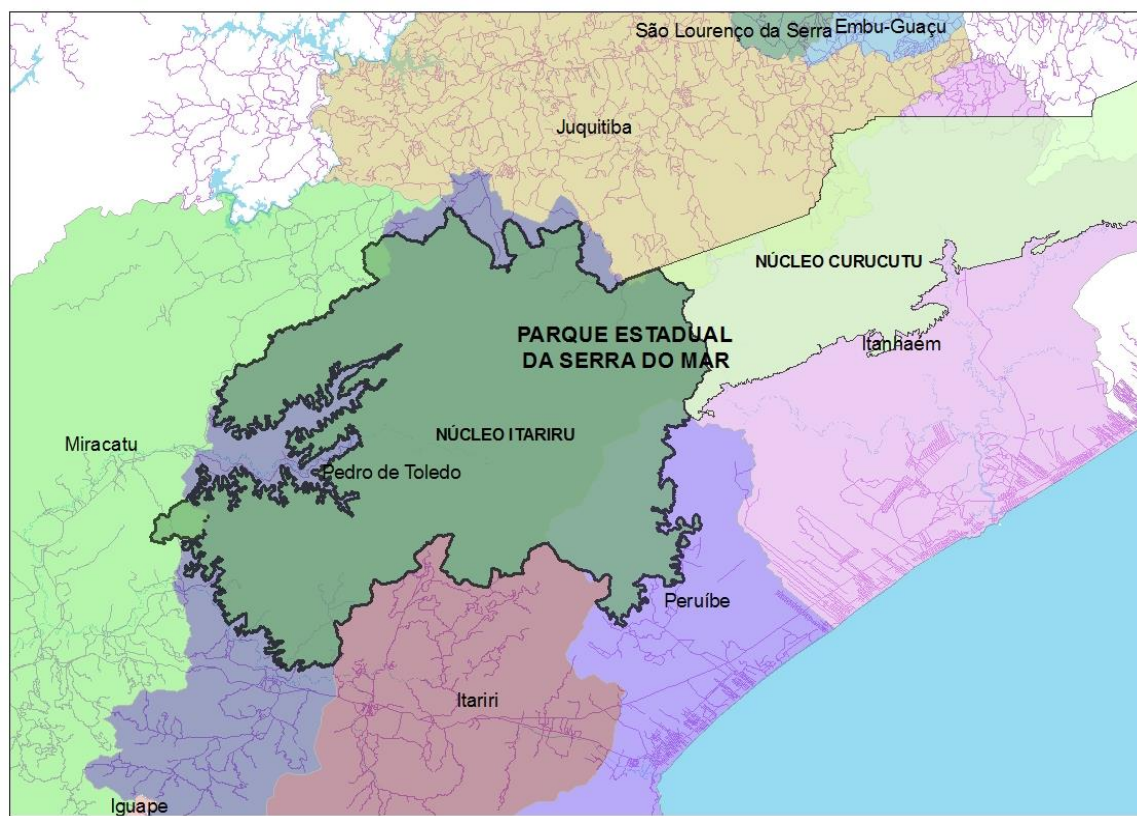 São Lourenço da Serra
Embu-Guaçu
Juquitiba
NÚCLEO CURUCUTU
PARQUE ESTADUAL
DA SERRA DO MAR
Itanhaém
NÚCLEO ITARIRU
Miracatu
Pedro de Toledo
Peruíbe
Itariri
Iguape